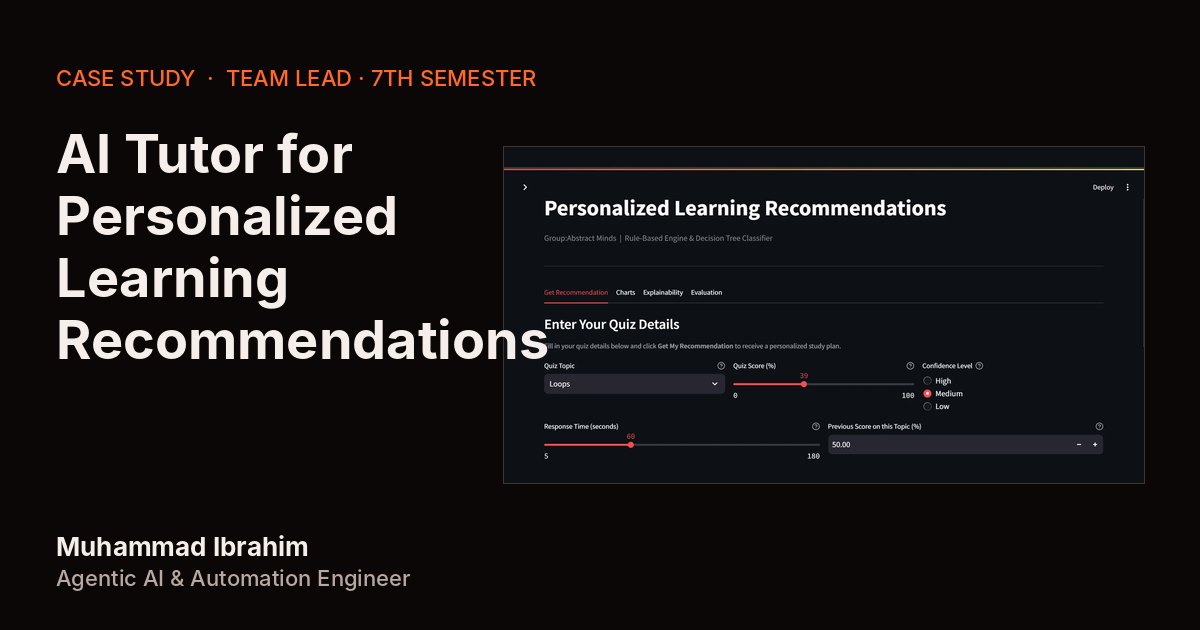 CASE STUDY · TEAM LEAD · 7TH SEMESTER
AI Tutor for
Personalized
Learning
Recommendations
Deploy
Personalized Learning Recommendations
Group:Abstract Minds | Rule-Based Engine & Decision Tree Classifier
Get Recommendation Charts Explainability Evaluation
Enter Your Quiz Details
in your quiz details below and click Get My Recommendation to receive a personalized study plan.
Quiz Topic
Loops
Quiz Score (%)
39
0 100
Confidence Level
High
Medium
Low
Response Time (seconds)
60
5 180
Previous Score on this Topic (%)
50.00
Muhammad Ibrahim
Agentic AI & Automation Engineer